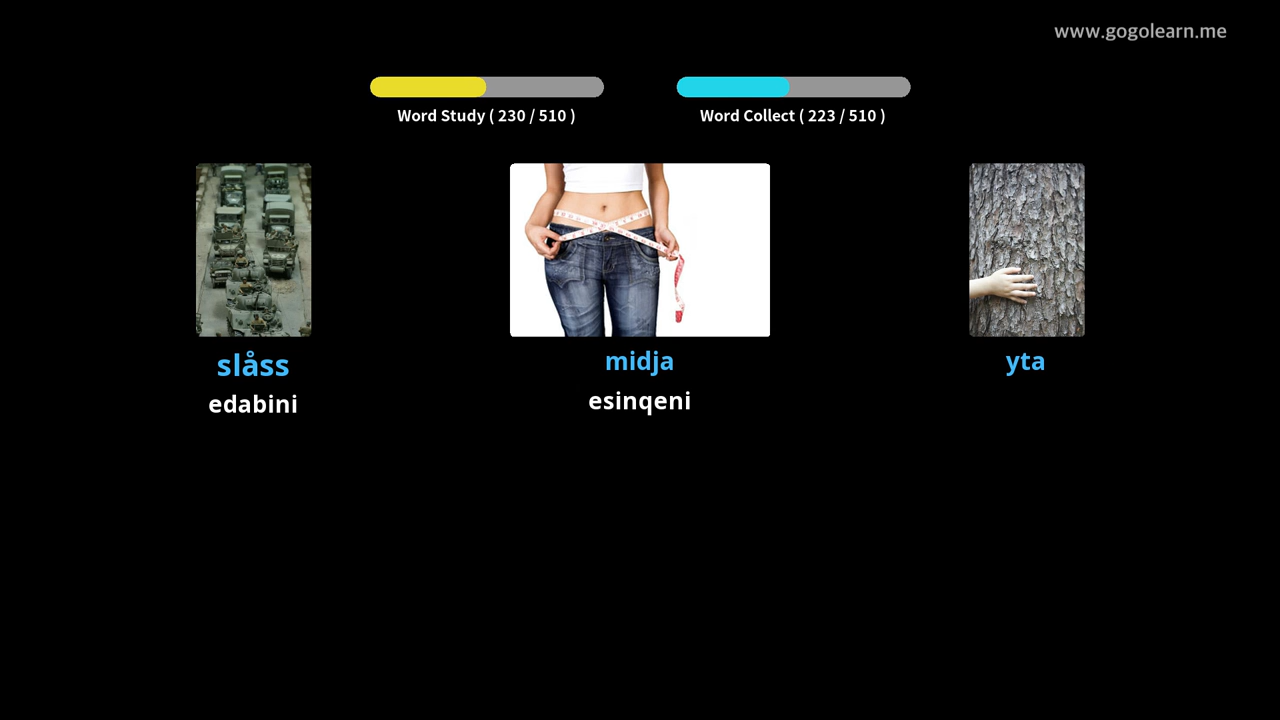 www.gogolearn.me
Word Study ( 230 / 510 )
Word Collect ( 223 / 510 )
slåss
midja
yta
edabini
esinqeni